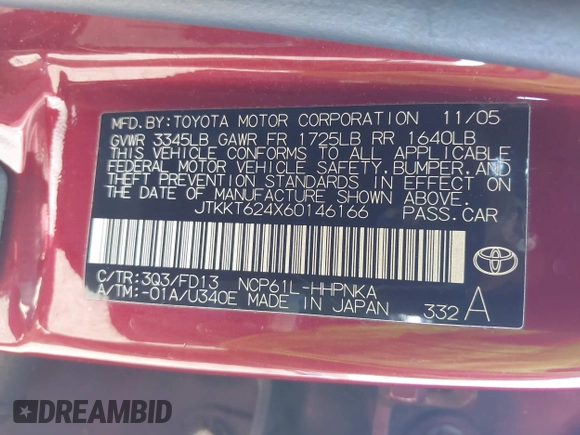 MFD.BY:TOYOTA MOTOR CORPORATION 11/05
GVWR 3345LB GAWR FR 1725LB RR 1640LB
THIS VEHICLE CONFORMS TO ALL APPLICABLE
FEDERAL MOTOR VEHICLE SAFETY,BUMPER,AND
THEFT PREVENTION STANDARDS IN EFFECT ON
THE DATE OF MANUFACTURE SHOWN ABOVE.
JTKKT624X60146166 PASS.CAR
C/TR:3Q3/FD13 NCP61L-HHPNKA
A/TM:-01A/U340E MADE IN JAPAN 332 A
DREAMBID